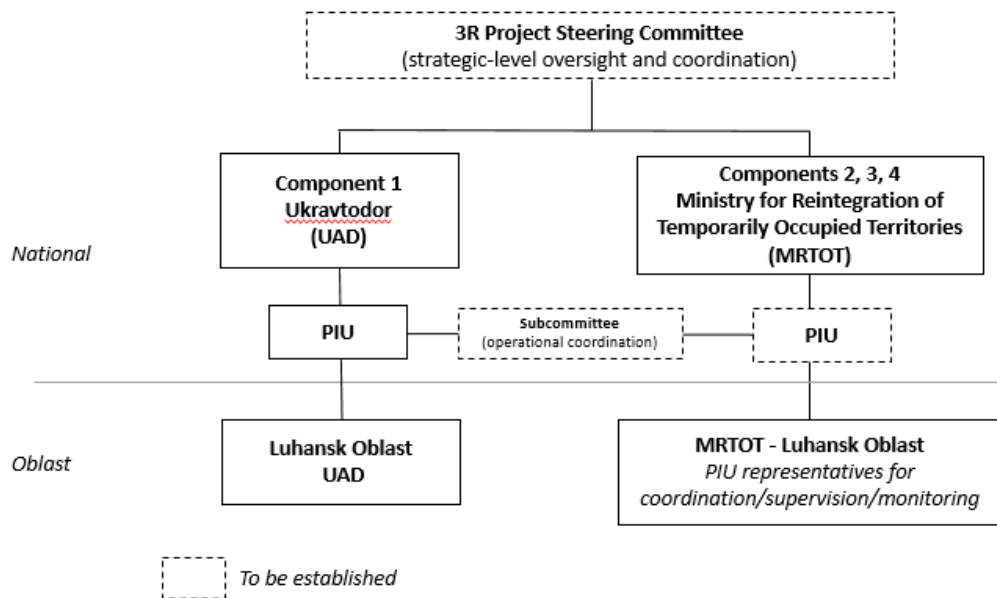 3R Project Steering Committee
(strategic-level oversight and coordination)
Component 1
Ukravtodor
(UAD)
Components 2, 3, 4
Ministry for Reintegration of
Temporarily Occupied Territories
(MRTOT)
National
PIU
Subcommittee
(operational coordination)
PIU
Oblast
Luhansk Oblast
UAD
MRTOT - Luhansk Oblast
PIU representatives for
coordination/supervision/monitoring
To be established